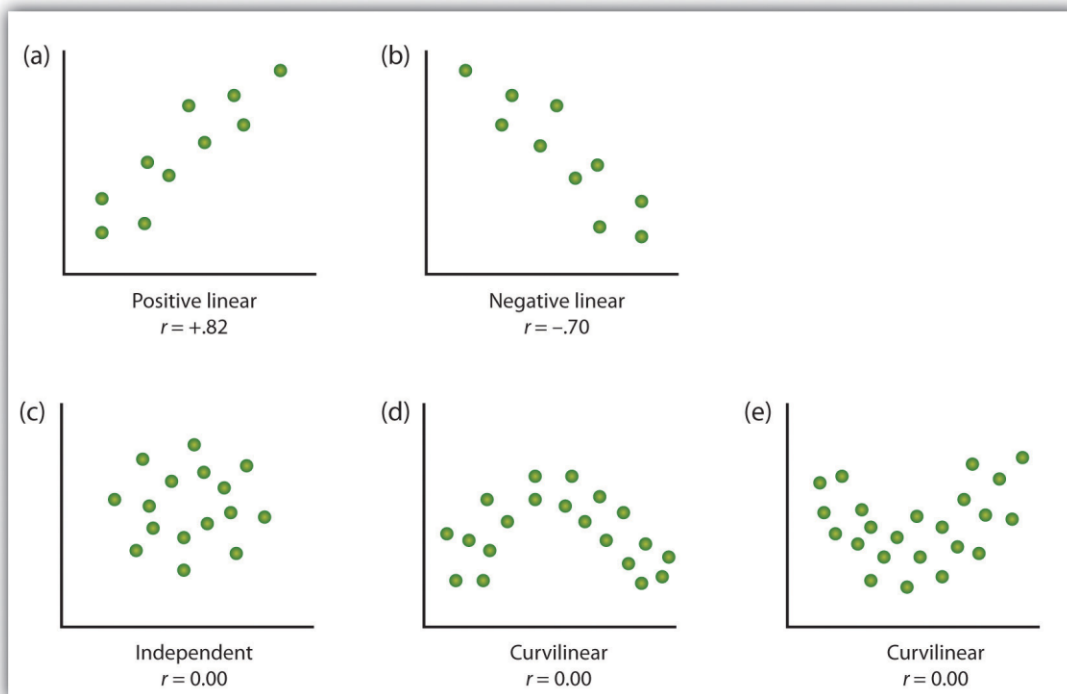 (a)
Positive linear
r = +.82
(b)
Negative linear
r = –.70
(c)
Independent
r = 0.00
(d)
Curvilinear
r = 0.00
(e)
Curvilinear
r = 0.00